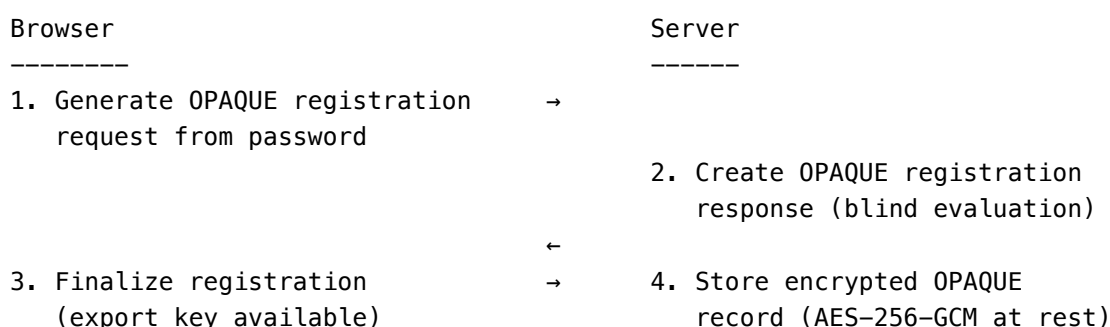 Browser                                    Server
--------                                   ------
1. Generate OPAQUE registration     →
   request from password
                                           2. Create OPAQUE registration
                                              response (blind evaluation)
                                    ←
3. Finalize registration            →      4. Store encrypted OPAQUE
   (export key available)                     record (AES-256-GCM at rest)